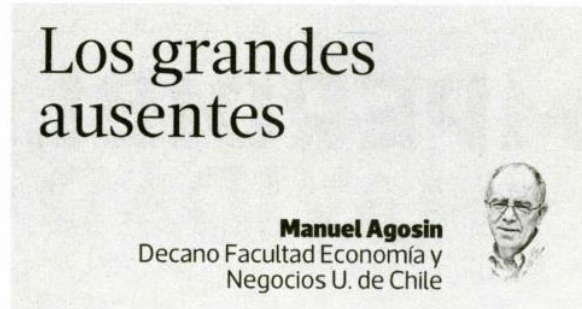 Los grandes
ausentes
Manuel Agosin
Decano Facultad Economía y
Negocios U. de Chile